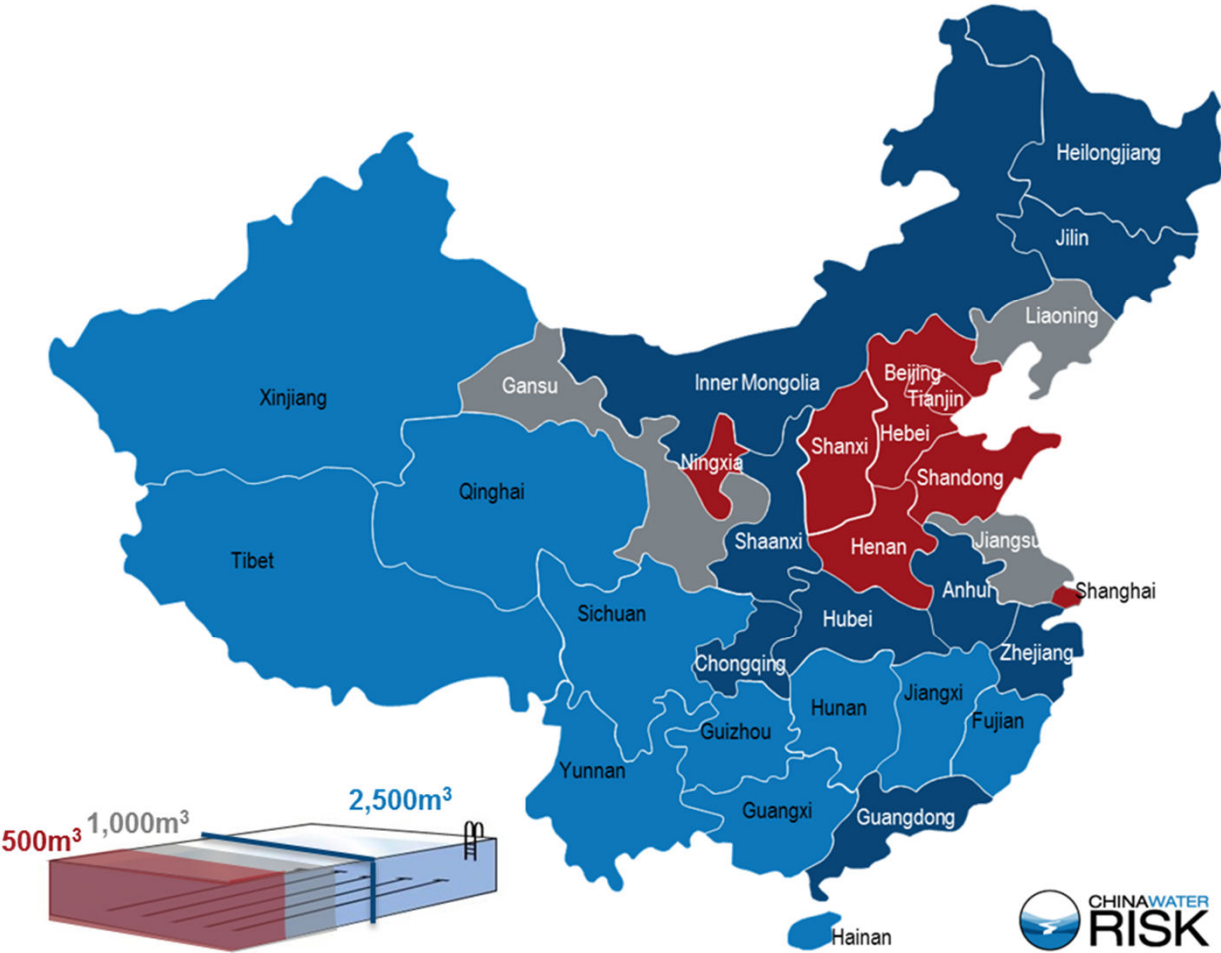 Heilongjiang
Jilin
Liaoning
Inner Mongolia
Beijing
Tianjin
Hebei
Shanxi
Shandong
Gansu
Ningxia
Xinjiang
Qinghai
Tibet
Shaanxi
Henan
Jiangsu
Anhui
Shanghai
Sichuan
Hubei
Chongqing
Zhejiang
Hunan
Jiangxi
Fujian
Guizhou
Yunnan
Guangxi
Guangdong
Hainan
2,500m³
1,000m³
500m³
CHINAWATER
RISK